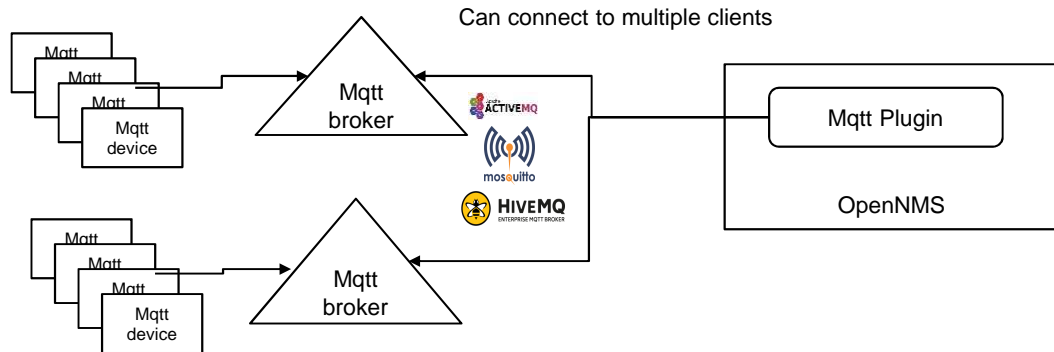 Can connect to multiple clients
Mqtt
Mqtt
Mqtt
Mqtt
device
Mqtt
broker
Apache
ACTIVEMQ
mosquitto
HIVEMQ
ENTERPRISE MQTT BROKER
Mqtt Plugin
OpenNMS
Mqtt
Mqtt
Mqtt
Mqtt
device
Mqtt
broker